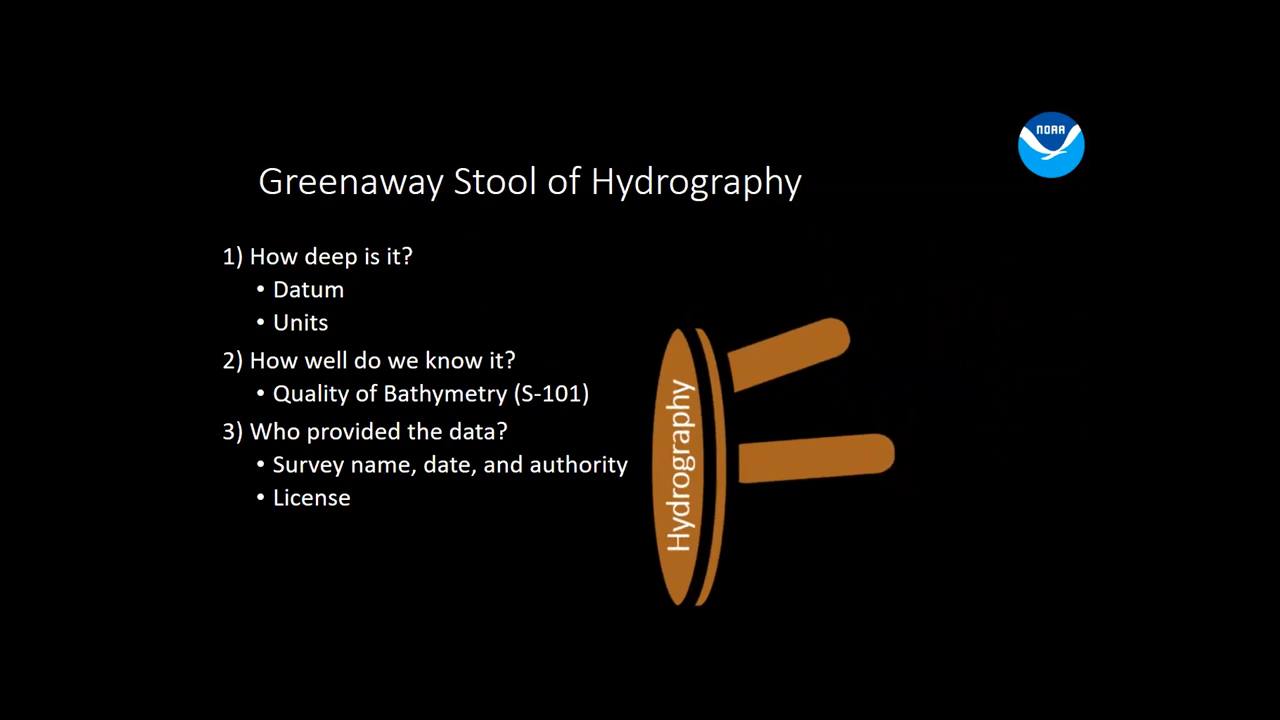 NOAA
Greenaway Stool of Hydrography
1) How deep is it?
• Datum
• Units
2) How well do we know it?
• Quality of Bathymetry (S-101)
3) Who provided the data?
• Survey name, date, and authority
• License
Hydrography